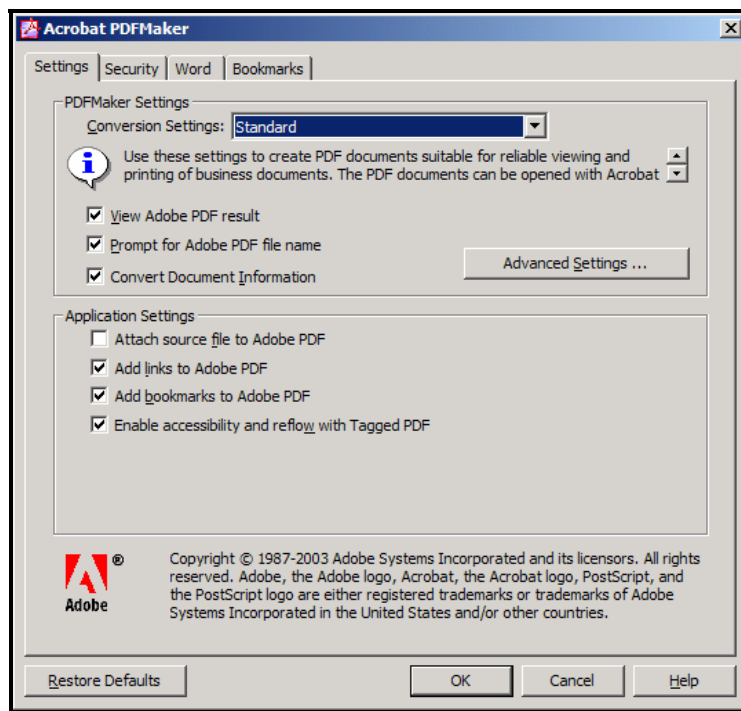 Acrobat PDFMaker
Settings Security Word Bookmarks
PDFMaker Settings
Conversion Settings: Standard
Use these settings to create PDF documents suitable for reliable viewing and
printing of business documents. The PDF documents can be opened with Acrobat
View Adobe PDF result
Prompt for Adobe PDF file name
Advanced Settings ...
Convert Document Information
Application Settings
Attach source file to Adobe PDF
Add links to Adobe PDF
Add bookmarks to Adobe PDF
Enable accessibility and reflow with Tagged PDF
Adobe ®
Copyright © 1987-2003 Adobe Systems Incorporated and its licensors. All rights
reserved. Adobe, the Adobe logo, Acrobat, the Acrobat logo, PostScript, and
the PostScript logo are either registered trademarks or trademarks of Adobe
Systems Incorporated in the United States and/or other countries.
Restore Defaults OK Cancel Help